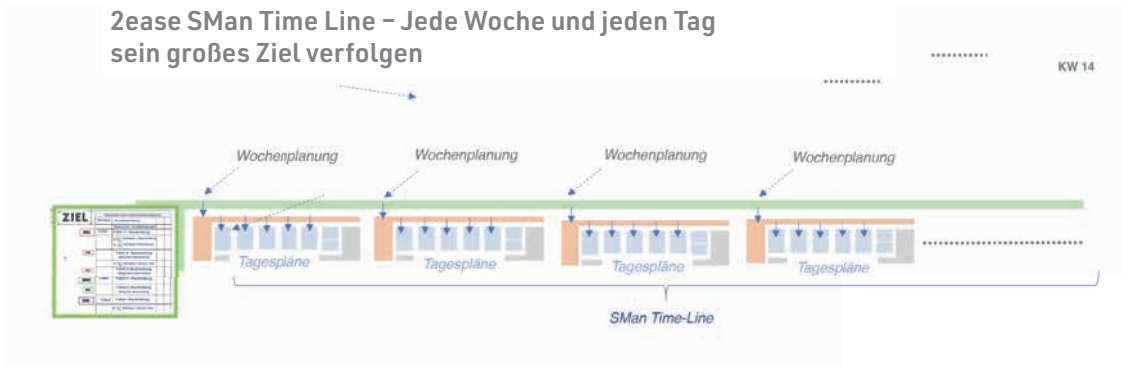 2ease SMan Time Line – Jede Woche und jeden Tag
sein großes Ziel verfolgen
KW 14
Wochenplanung
Wochenplanung
Wochenplanung
Wochenplanung
ZIEL
Tagespläne
Tagespläne
Tagespläne
Tagespläne
SMan Time-Line